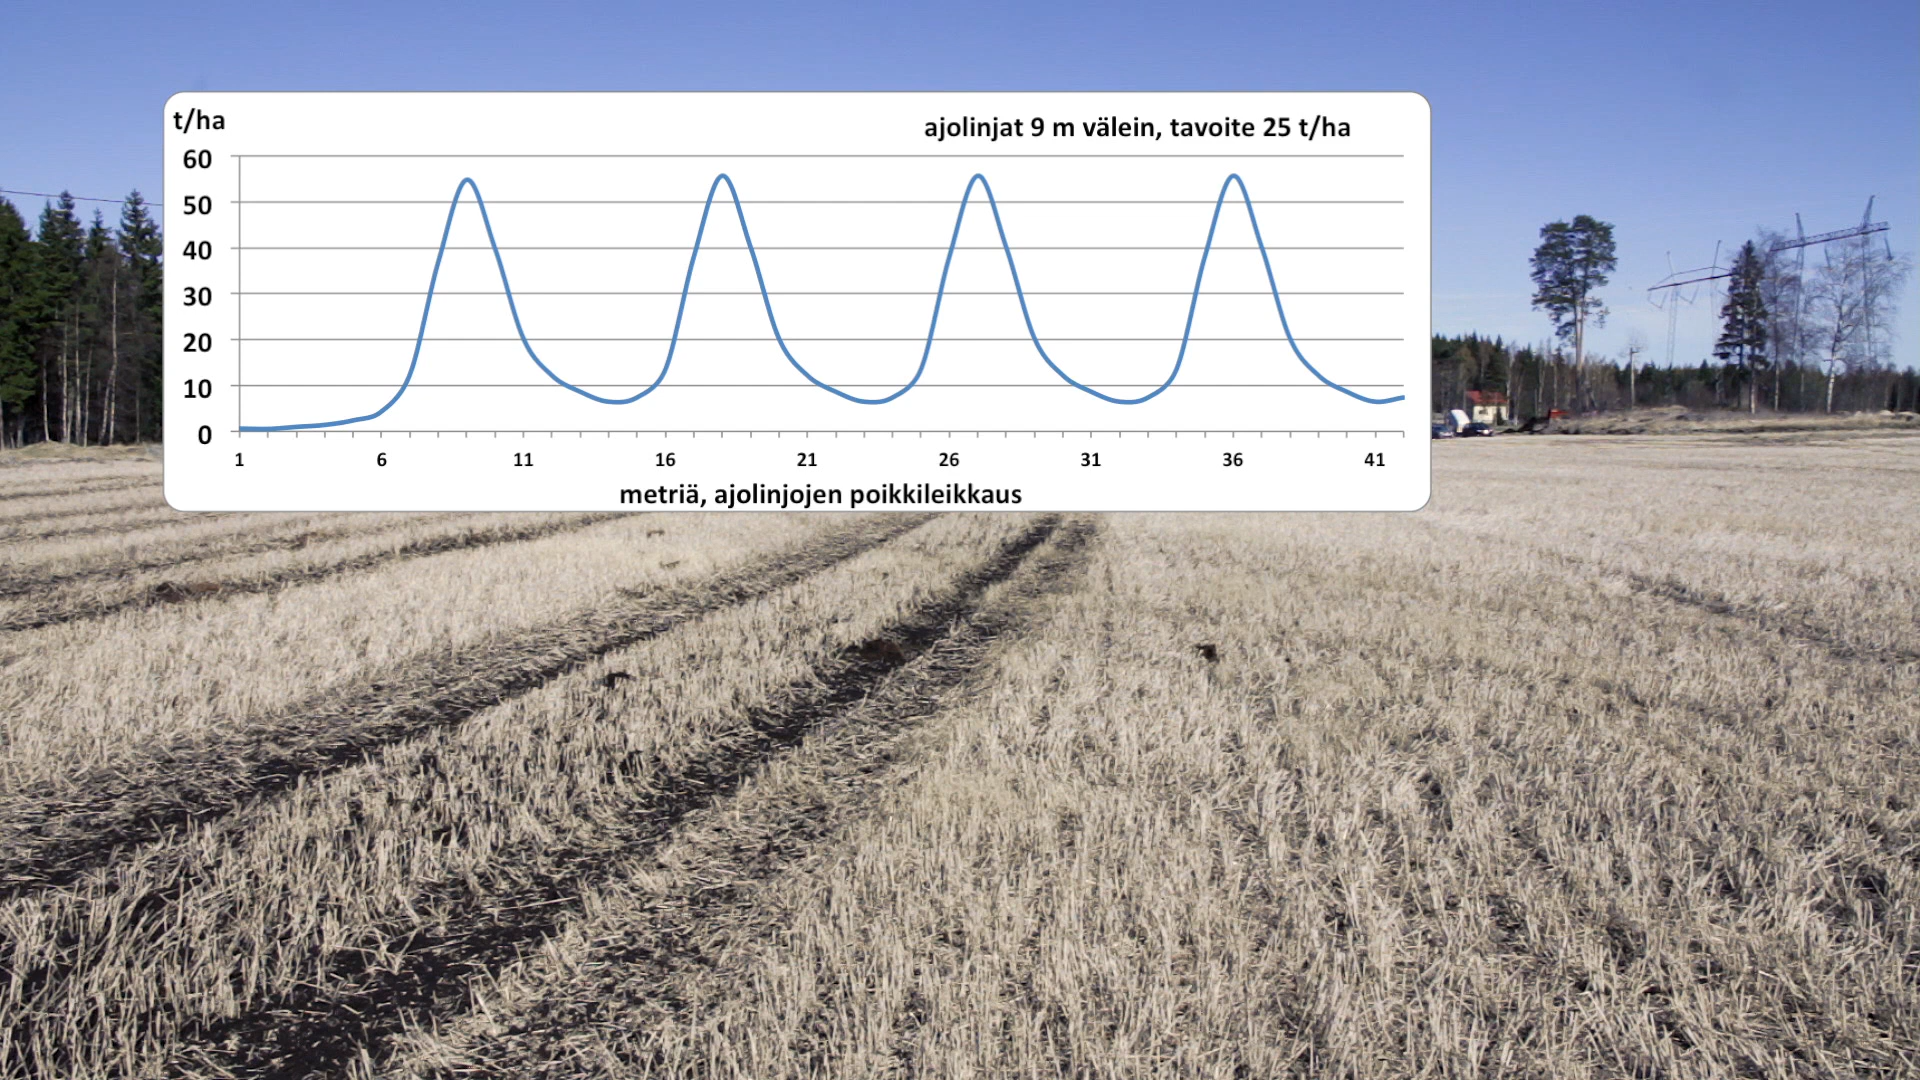 t/ha
ajolinjat 9 m välein, tavoite 25 t/ha
60
50
40
30
20
10
0
1 6 11 16 21 26 31 36 41
metriä, ajolinjojen poikkileikkaus